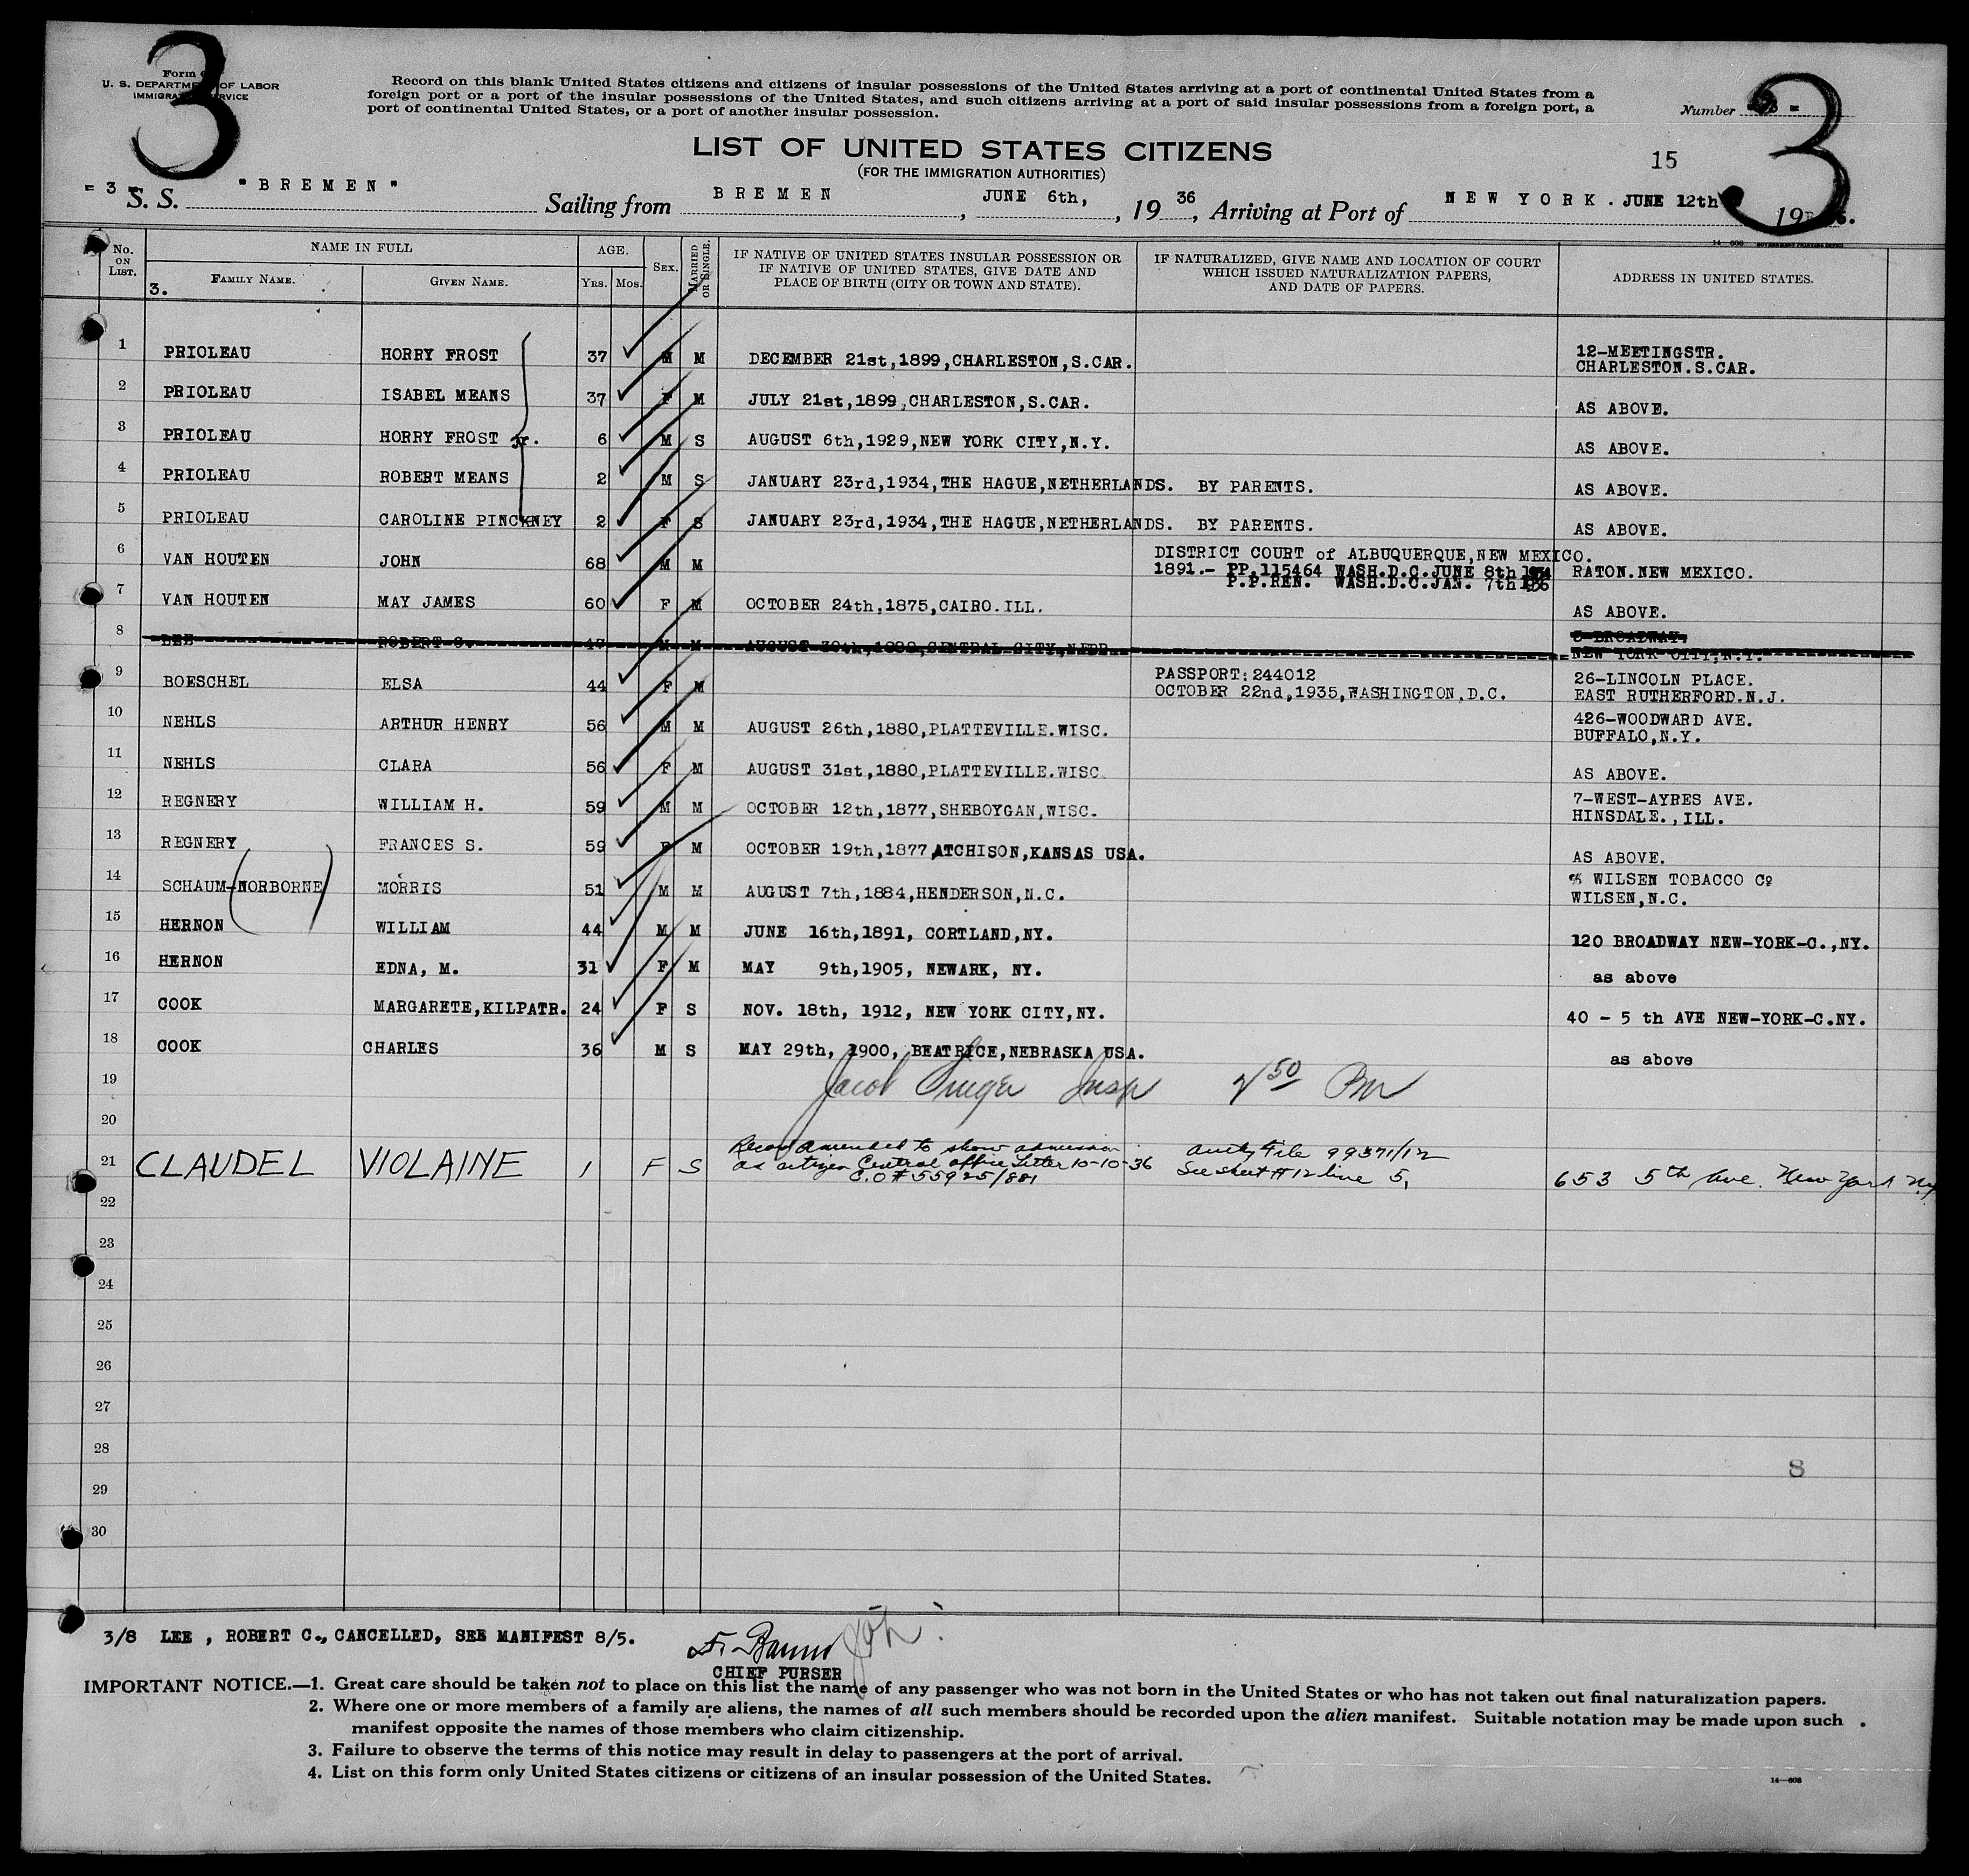 3
3
Form
U. S. DEPARTMENT OF LABOR
IMMIGRATION SERVICE
Record on this blank United States citizens and citizens of insular possessions of the United States arriving at a port of continental United States from a
foreign port or a port of the insular possessions of the United States, and such citizens arriving at a port of said insular possessions from a foreign port, a
port of continental United States, or a port of another insular possession.
Number
LIST OF UNITED STATES CITIZENS
(FOR THE IMMIGRATION AUTHORITIES)
15
= 3 =
S. S. "BREMEN" Sailing from BREMEN, JUNE 6th, 1936, Arriving at Port of NEW YORK. JUNE 12th 19
No. ON LIST.
NAME IN FULL
3. FAMILY NAME.
GIVEN NAME.
AGE.
YRS. MOS.
SEX.
MARRIED OR SINGLE.
IF NATIVE OF UNITED STATES INSULAR POSSESSION OR
IF NATIVE OF UNITED STATES, GIVE DATE AND
PLACE OF BIRTH (CITY OR TOWN AND STATE).
IF NATURALIZED, GIVE NAME AND LOCATION OF COURT
WHICH ISSUED NATURALIZATION PAPERS,
AND DATE OF PAPERS.
ADDRESS IN UNITED STATES.
1 PRIOLEAU HORRY FROST 37 M M DECEMBER 21st,1899,CHARLESTON,S.CAR. 12-MEETINGSTR.
CHARLESTON.S.CAR.
2 PRIOLEAU ISABEL MEANS 37 F M JULY 21st,1899,CHARLESTON,S.CAR. AS ABOVE.
3 PRIOLEAU HORRY FROST Jr. 6 M S AUGUST 6th,1929,NEW YORK CITY,N.Y. AS ABOVE.
4 PRIOLEAU ROBERT MEANS 2 M S JANUARY 23rd,1934,THE HAGUE,NETHERLANDS. BY PARENTS. AS ABOVE.
5 PRIOLEAU CAROLINE PINCKNEY 2 F S JANUARY 23rd,1934,THE HAGUE,NETHERLANDS. BY PARENTS. AS ABOVE.
6 VAN HOUTEN JOHN 68 M M DISTRICT COURT of ALBUQUERQUE,NEW MEXICO.
1891.- PP.115464 WASH.D.C.JUNE 8th RATON.NEW MEXICO.
P.P.REN. WASH.D.C.JAN. 7th
7 VAN HOUTEN MAY JAMES 60 F M OCTOBER 24th,1875,CAIRO.ILL. AS ABOVE.
8 LEE ROBERT C. M M CENTRAL CITY,NEBR. BROADWAY.
NEW YORK CITY,N.Y.
9 BOESCHEL ELSA 44 F M PASSPORT:244012
OCTOBER 22nd,1935,WASHINGTON.D.C. 26-LINCOLN PLACE.
EAST RUTHERFORD.N.J.
10 NEHLS ARTHUR HENRY 56 M M AUGUST 26th,1880,PLATTEVILLE.WISC. 426-WOODWARD AVE.
BUFFALO,N.Y.
11 NEHLS CLARA 56 F M AUGUST 31st,1880,PLATTEVILLE.WISC. AS ABOVE.
12 REGNERY WILLIAM H. 59 M M OCTOBER 12th,1877,SHEBOYGAN,WISC. 7-WEST-AYRES AVE.
HINSDALE.,ILL.
13 REGNERY FRANCES S. 59 F M OCTOBER 19th,1877,ATCHISON,KANSAS USA. AS ABOVE.
14 SCHAUM-(NORBORNE) MORRIS 51 M M AUGUST 7th,1884,HENDERSON,N.C. WILSEN TOBACCO Co
WILSEN,N.C.
15 HERNON WILLIAM 44 M M JUNE 16th,1891, CORTLAND,NY. 120 BROADWAY NEW-YORK-C.,NY.
16 HERNON EDNA, M. 31 F M MAY 9th,1905, NEWARK, NY. as above
17 COOK MARGARETE,KILPATR. 24 F S NOV. 18th, 1912, NEW YORK CITY,NY. 40 - 5 th AVE NEW-YORK-C.NY.
18 COOK CHARLES 36 M S MAY 29th, 1900, BEATRICE,NEBRASKA USA. as above
19 Jacob Insp 50
20
21 CLAUDEL VIOLAINE 1 F S Record amended to show admission
as citizen Central office Letter 10-10-36
C.O # 55925/881
auth. File 99371/12
See sheet # 12 line 5,
653 5th Ave. New York Ny
22
23
24
25
26
27
28
29
30
8
3/8 LEE , ROBERT C., CANCELLED, SEE MANIFEST 8/5.
CHIEF PURSER
IMPORTANT NOTICE.—1. Great care should be taken not to place on this list the name of any passenger who was not born in the United States or who has not taken out final naturalization papers.
2. Where one or more members of a family are aliens, the names of all such members should be recorded upon the alien manifest. Suitable notation may be made upon such
manifest opposite the names of those members who claim citizenship.
3. Failure to observe the terms of this notice may result in delay to passengers at the port of arrival.
4. List on this form only United States citizens or citizens of an insular possession of the United States.
14—608